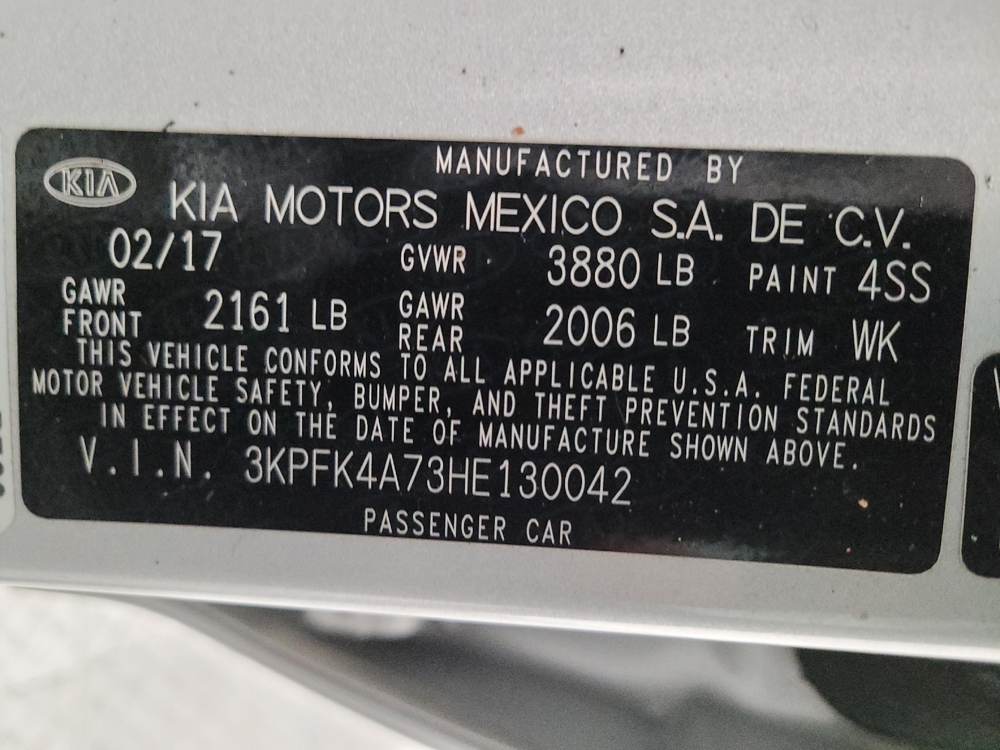 MANUFACTURED BY
KIA
KIA MOTORS MEXICO S.A. DE C.V.
02/17 GVWR 3880 LB PAINT 4SS
GAWR FRONT 2161 LB GAWR REAR 2006 LB TRIM WK
THIS VEHICLE CONFORMS TO ALL APPLICABLE U.S.A. FEDERAL
MOTOR VEHICLE SAFETY, BUMPER, AND THEFT PREVENTION STANDARDS
IN EFFECT ON THE DATE OF MANUFACTURE SHOWN ABOVE.
V.I.N. 3KPFK4A73HE130042
PASSENGER CAR